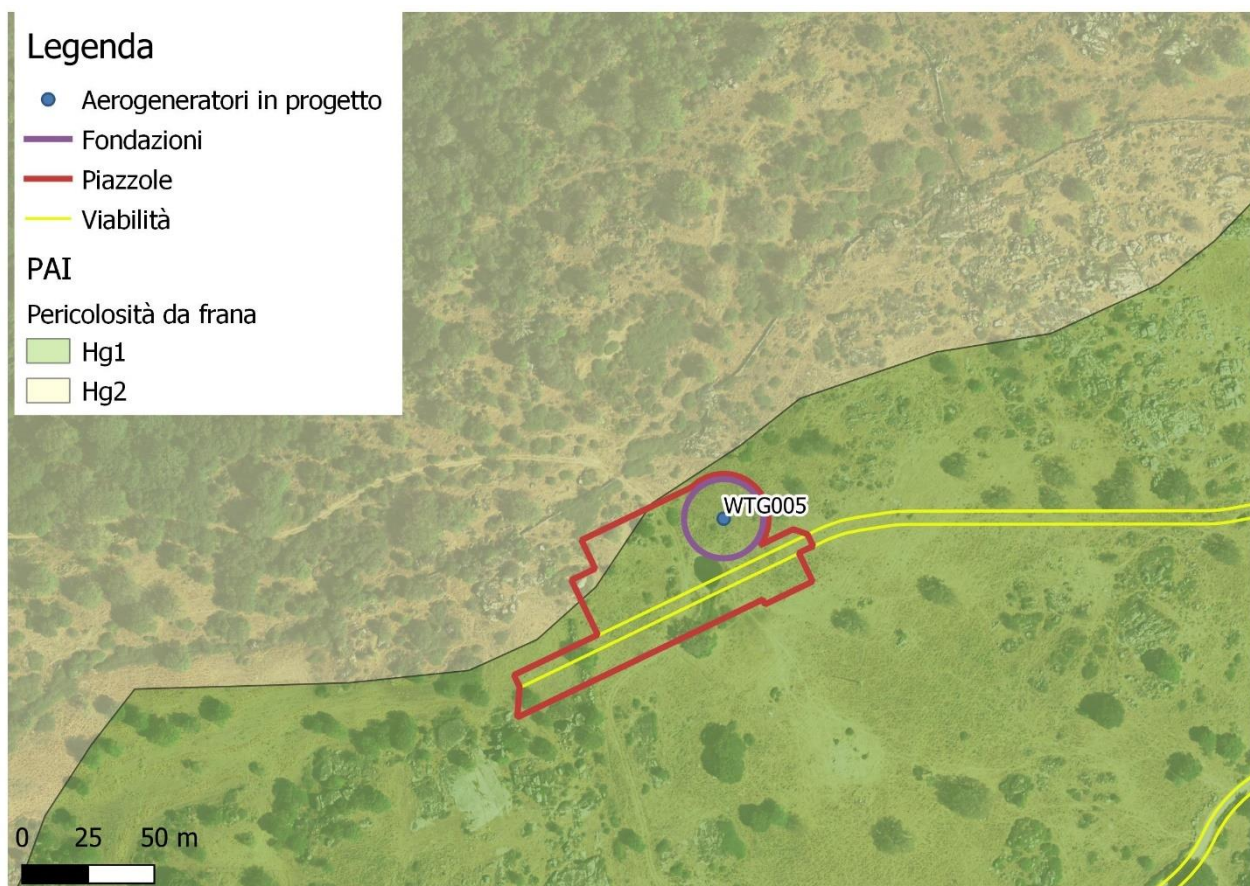 Legenda
Aerogeneratori in progetto
Fondazioni
Piazzole
Viabilità
PAI
Pericolosità da frana
Hg1
Hg2
WTG005
0 25 50 m